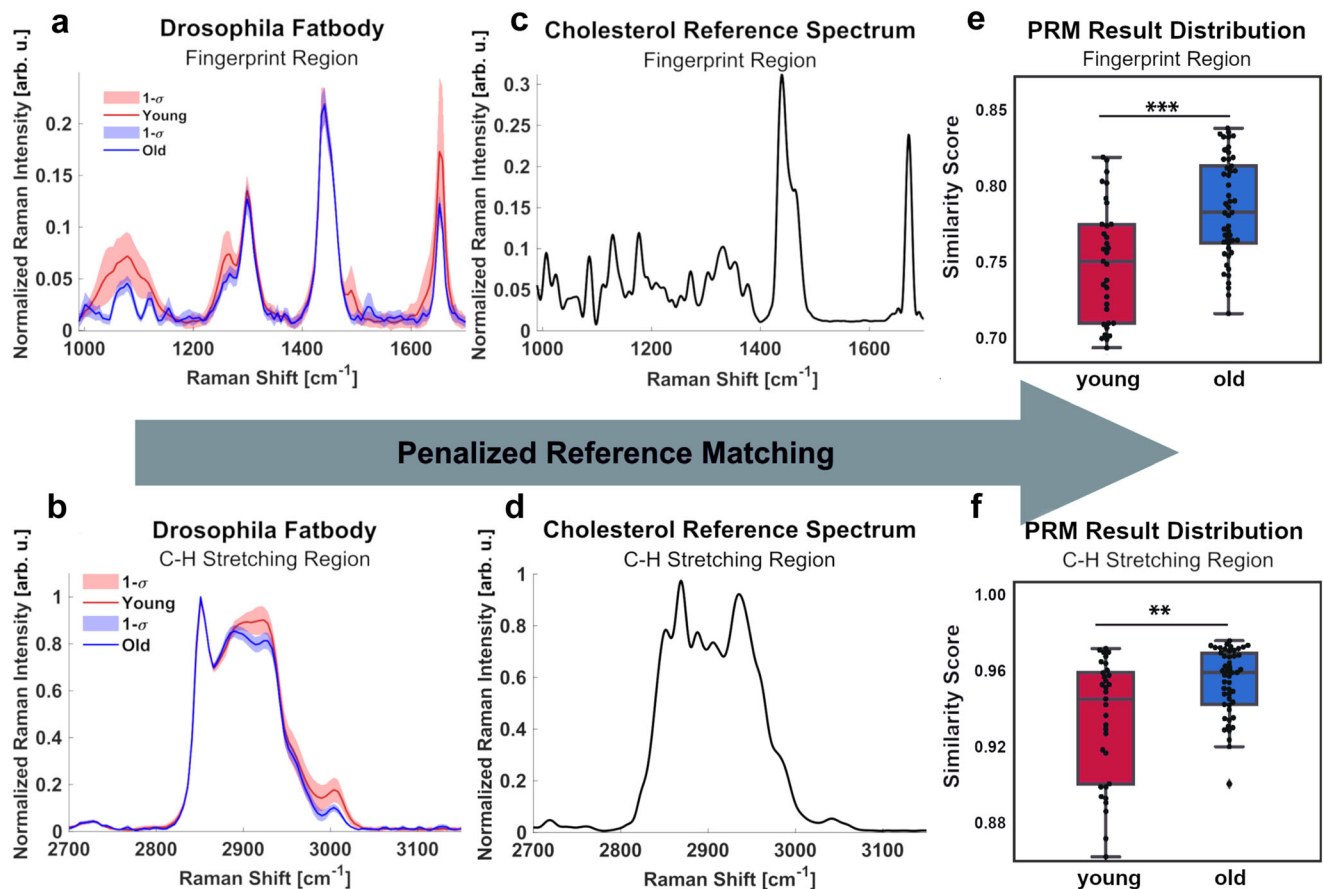 a
Drosophila Fatbody
Fingerprint Region
Normalized Raman Intensity [arb. u.]
0.2
0.15
0.1
0.05
0
1-σ
Young
1-σ
Old
1000
1200
1400
1600
Raman Shift [cm⁻¹]
c
Cholesterol Reference Spectrum
Fingerprint Region
Normalized Raman Intensity [arb. u.]
0.3
0.25
0.2
0.15
0.1
0.05
0
1000
1200
1400
1600
Raman Shift [cm⁻¹]
e
PRM Result Distribution
Fingerprint Region
Similarity Score
0.85
0.80
0.75
0.70
***
young
old
Penalized Reference Matching
b
Drosophila Fatbody
C-H Stretching Region
Normalized Raman Intensity [arb. u.]
1
0.8
0.6
0.4
0.2
0
1-σ
Young
1-σ
Old
2700
2800
2900
3000
3100
Raman Shift [cm⁻¹]
d
Cholesterol Reference Spectrum
C-H Stretching Region
Normalized Raman Intensity [arb. u.]
1
0.8
0.6
0.4
0.2
0
2700
2800
2900
3000
3100
Raman Shift [cm⁻¹]
f
PRM Result Distribution
C-H Stretching Region
Similarity Score
1.00
0.96
0.92
0.88
**
young
old